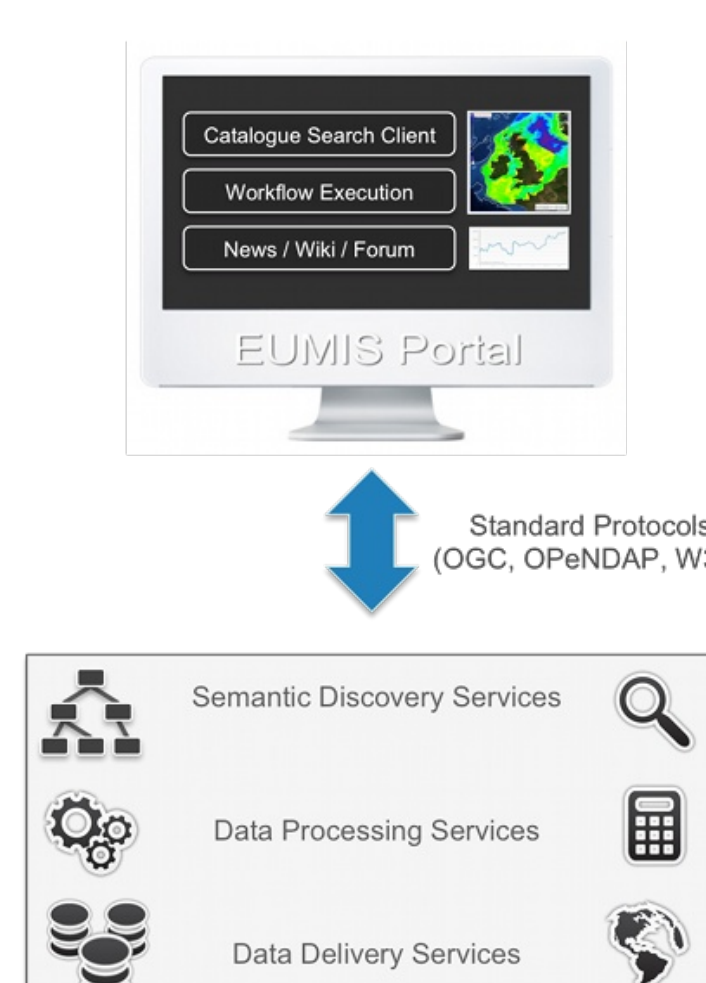 Catalogue Search Client
Workflow Execution
News / Wiki / Forum
EUMIS Portal
Standard Protocols
(OGC, OPeNDAP,
Semantic Discovery Services
Data Processing Services
Data Delivery Services